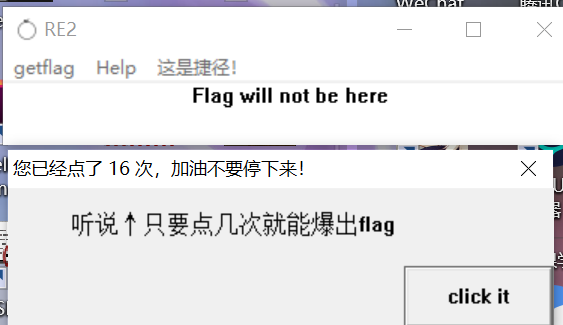 WeChat
RE2
getflag Help 这是捷径！
Flag will not be here
您已经点了 16 次，加油不要停下来！
听说↑只要点几次就能爆出flag
click it